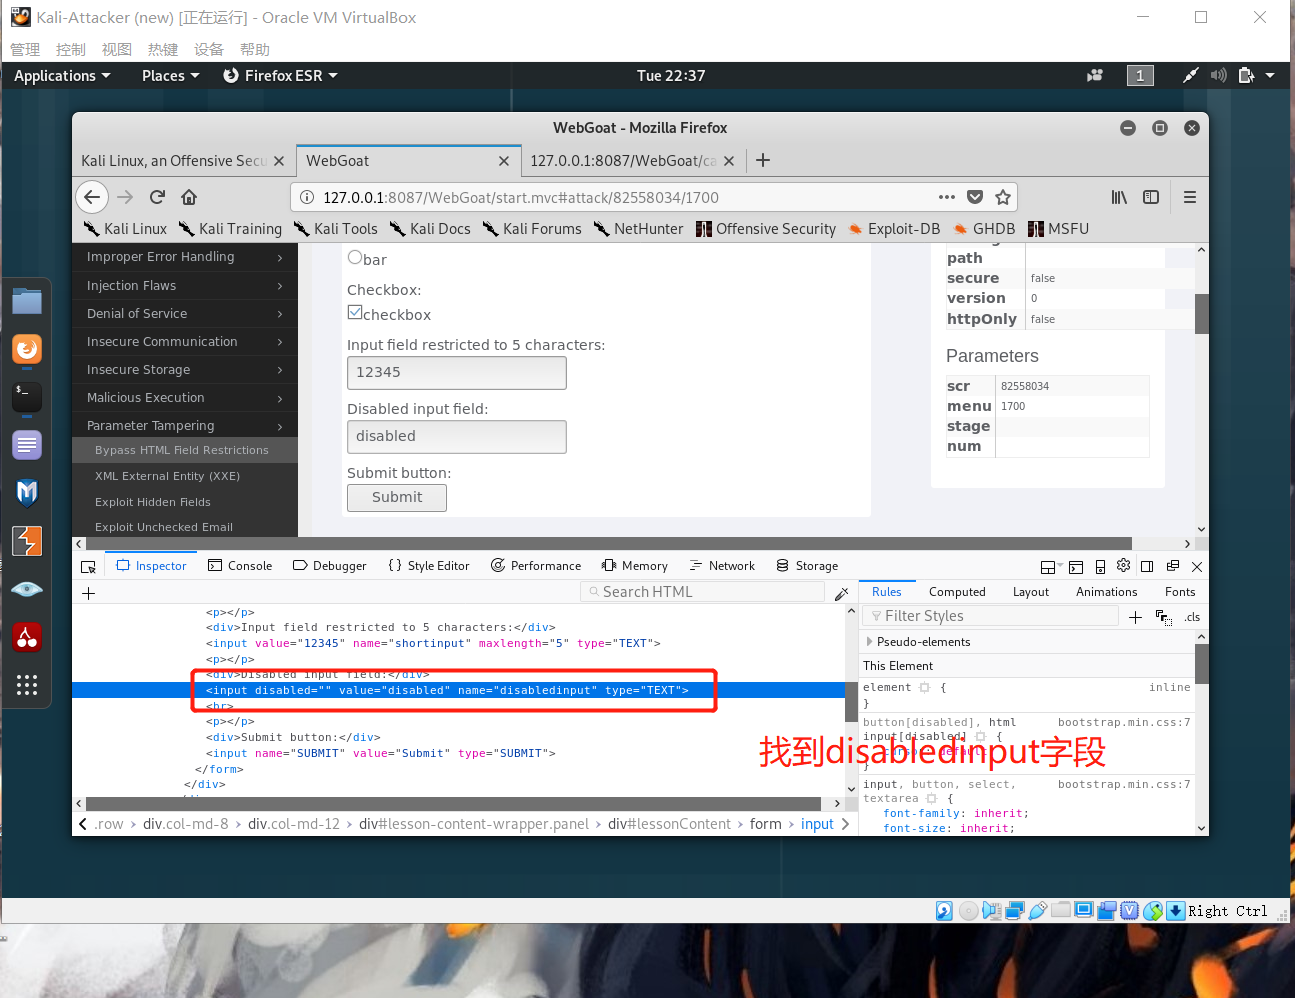 Kali-Attacker (new) [正在运行] - Oracle VM VirtualBox
管理 控制 视图 热键 设备 帮助
Applications Places Firefox ESR Tue 22:37 1
WebGoat - Mozilla Firefox
Kali Linux, an Offensive Secu WebGoat 127.0.0.1:8087/WebGoat/ca
127.0.0.1:8087/WebGoat/start.mvc#attack/82558034/1700
Kali Linux Kali Training Kali Tools Kali Docs Kali Forums NetHunter Offensive Security Exploit-DB GHDB MSFU
Improper Error Handling
Injection Flaws
Denial of Service
Insecure Communication
Insecure Storage
Malicious Execution
Parameter Tampering
Bypass HTML Field Restrictions
XML External Entity (XXE)
Exploit Hidden Fields
Exploit Unchecked Email
bar
Checkbox:
checkbox
Input field restricted to 5 characters:
12345
Disabled input field:
disabled
Submit button:
Submit
path
secure false
version 0
httpOnly false
Parameters
scr 82558034
menu 1700
stage
num
Inspector Console Debugger {} Style Editor Performance Memory Network Storage
+ Search HTML
<p></p>
<div>Input field restricted to 5 characters:</div>
<input value="12345" name="shortinput" maxlength="5" type="TEXT">
<p></p>
<div>Disabled input field:</div>
<input disabled="" value="disabled" name="disabledinput" type="TEXT">
<br>
<p></p>
<div>Submit button:</div>
<input name="SUBMIT" value="Submit" type="SUBMIT">
</form>
</div>
.row > div.col-md-8 > div.col-md-12 > div#lesson-content-wrapper.panel > div#lessonContent > form > input
Rules Computed Layout Animations Fonts
Filter Styles + .cls
Pseudo-elements
This Element
element { inline
}
button[disabled], html bootstrap.min.css:7
input[disabled] {
cursor: default;
}
input, button, select, bootstrap.min.css:7
textarea {
font-family: inherit;
font-size: inherit;
找到disabledinput字段
Right Ctrl